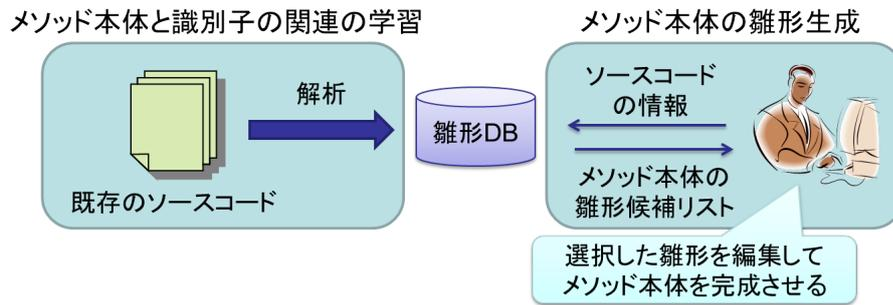 メソッド本体と識別子の関連の学習
解析
既存のソースコード
雛形DB
メソッド本体の雛形生成
ソースコード
の情報
メソッド本体の
雛形候補リスト
選択した雛形を編集して
メソッド本体を完成させる